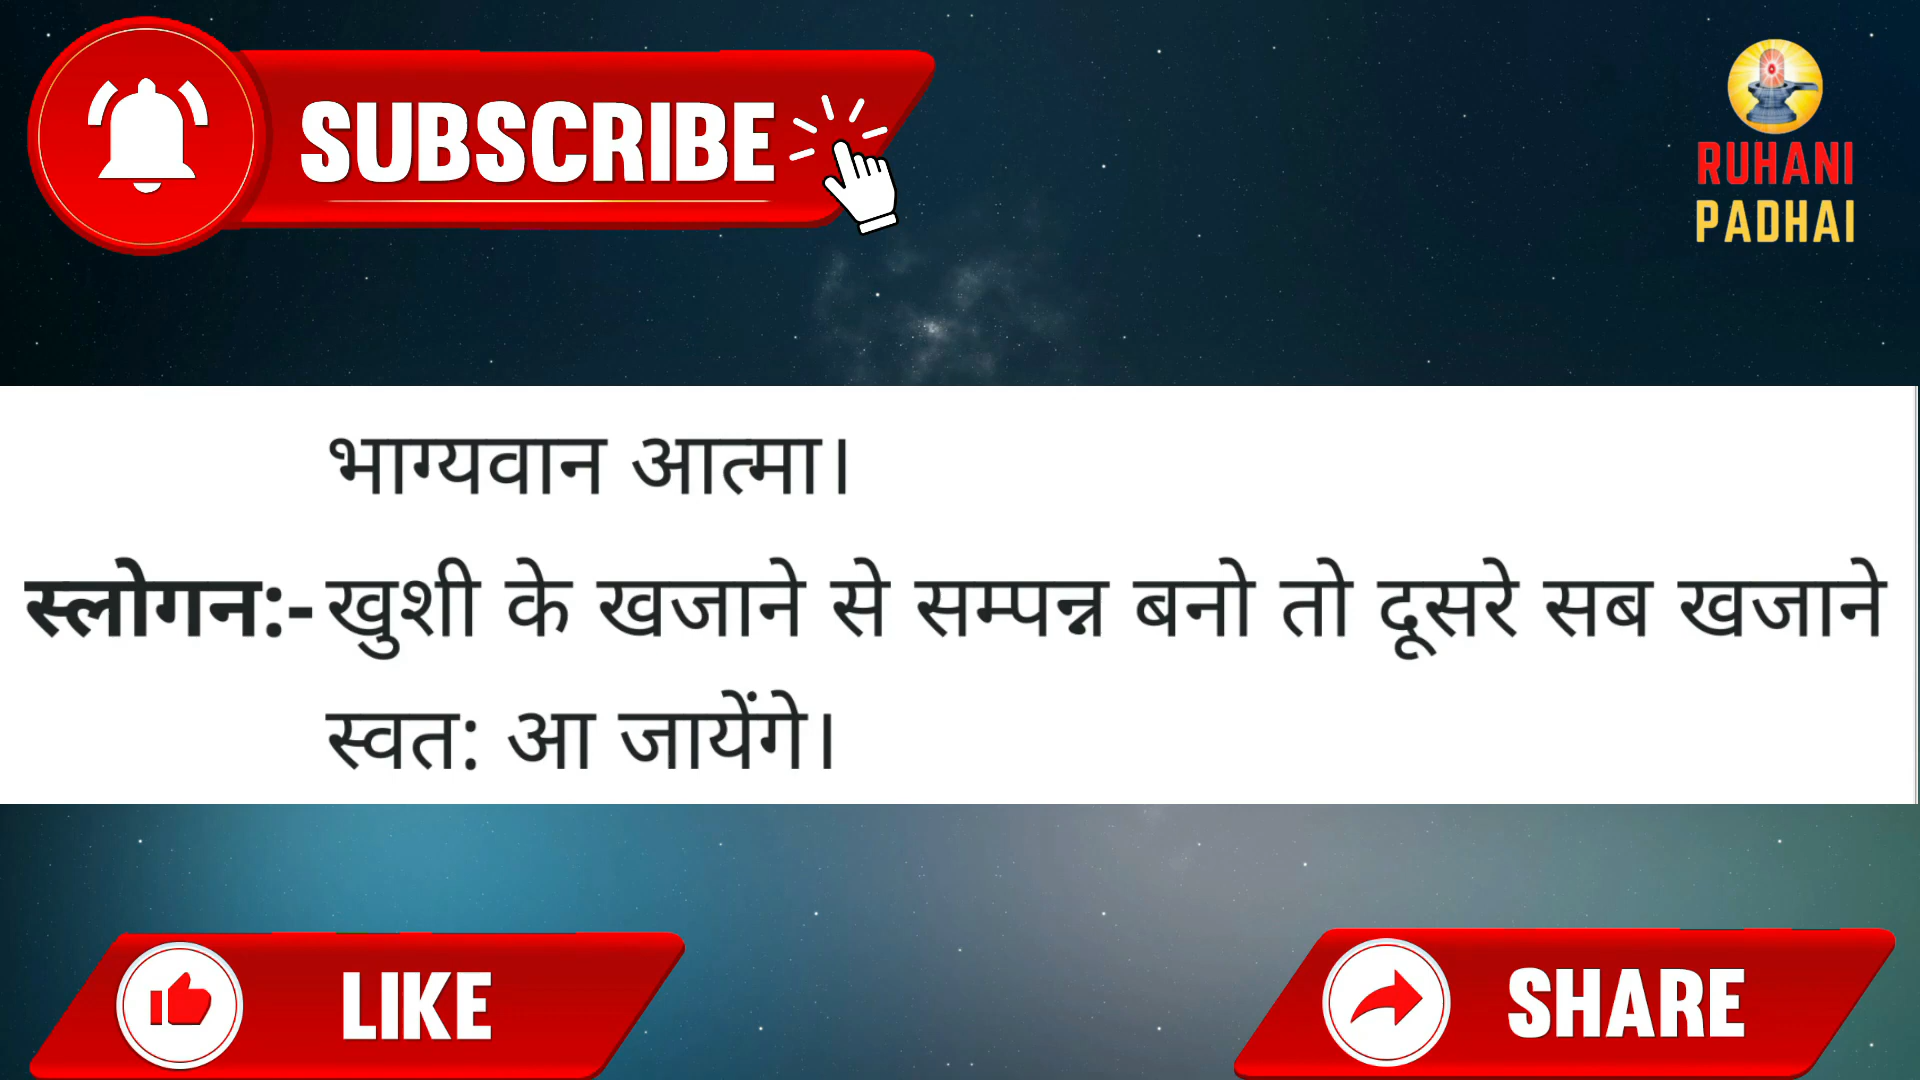 SUBSCRIBE
RUHANI
PADHAI
भाग्यवान आत्मा।
स्लोगन:- खुशी के खजाने से सम्पन्न बनो तो दूसरे सब खजाने
स्वत: आ जायेंगे।
LIKE
SHARE